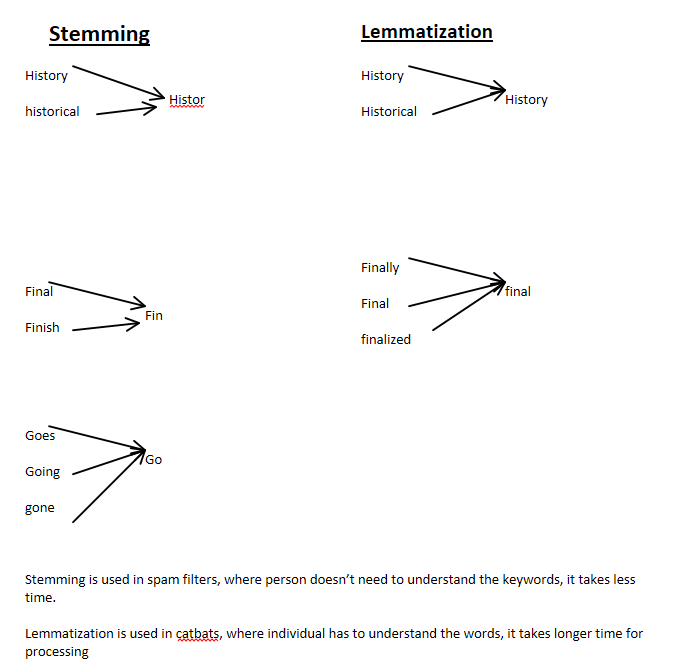 Stemming
History
historical
Histor
Final
Finish
Fin
Goes
Going
gone
Go
Lemmatization
History
Historical
History
Finally
Final
finalized
final
Stemming is used in spam filters, where person doesn’t need to understand the keywords, it takes less
time.
Lemmatization is used in catbats, where individual has to understand the words, it takes longer time for
processing